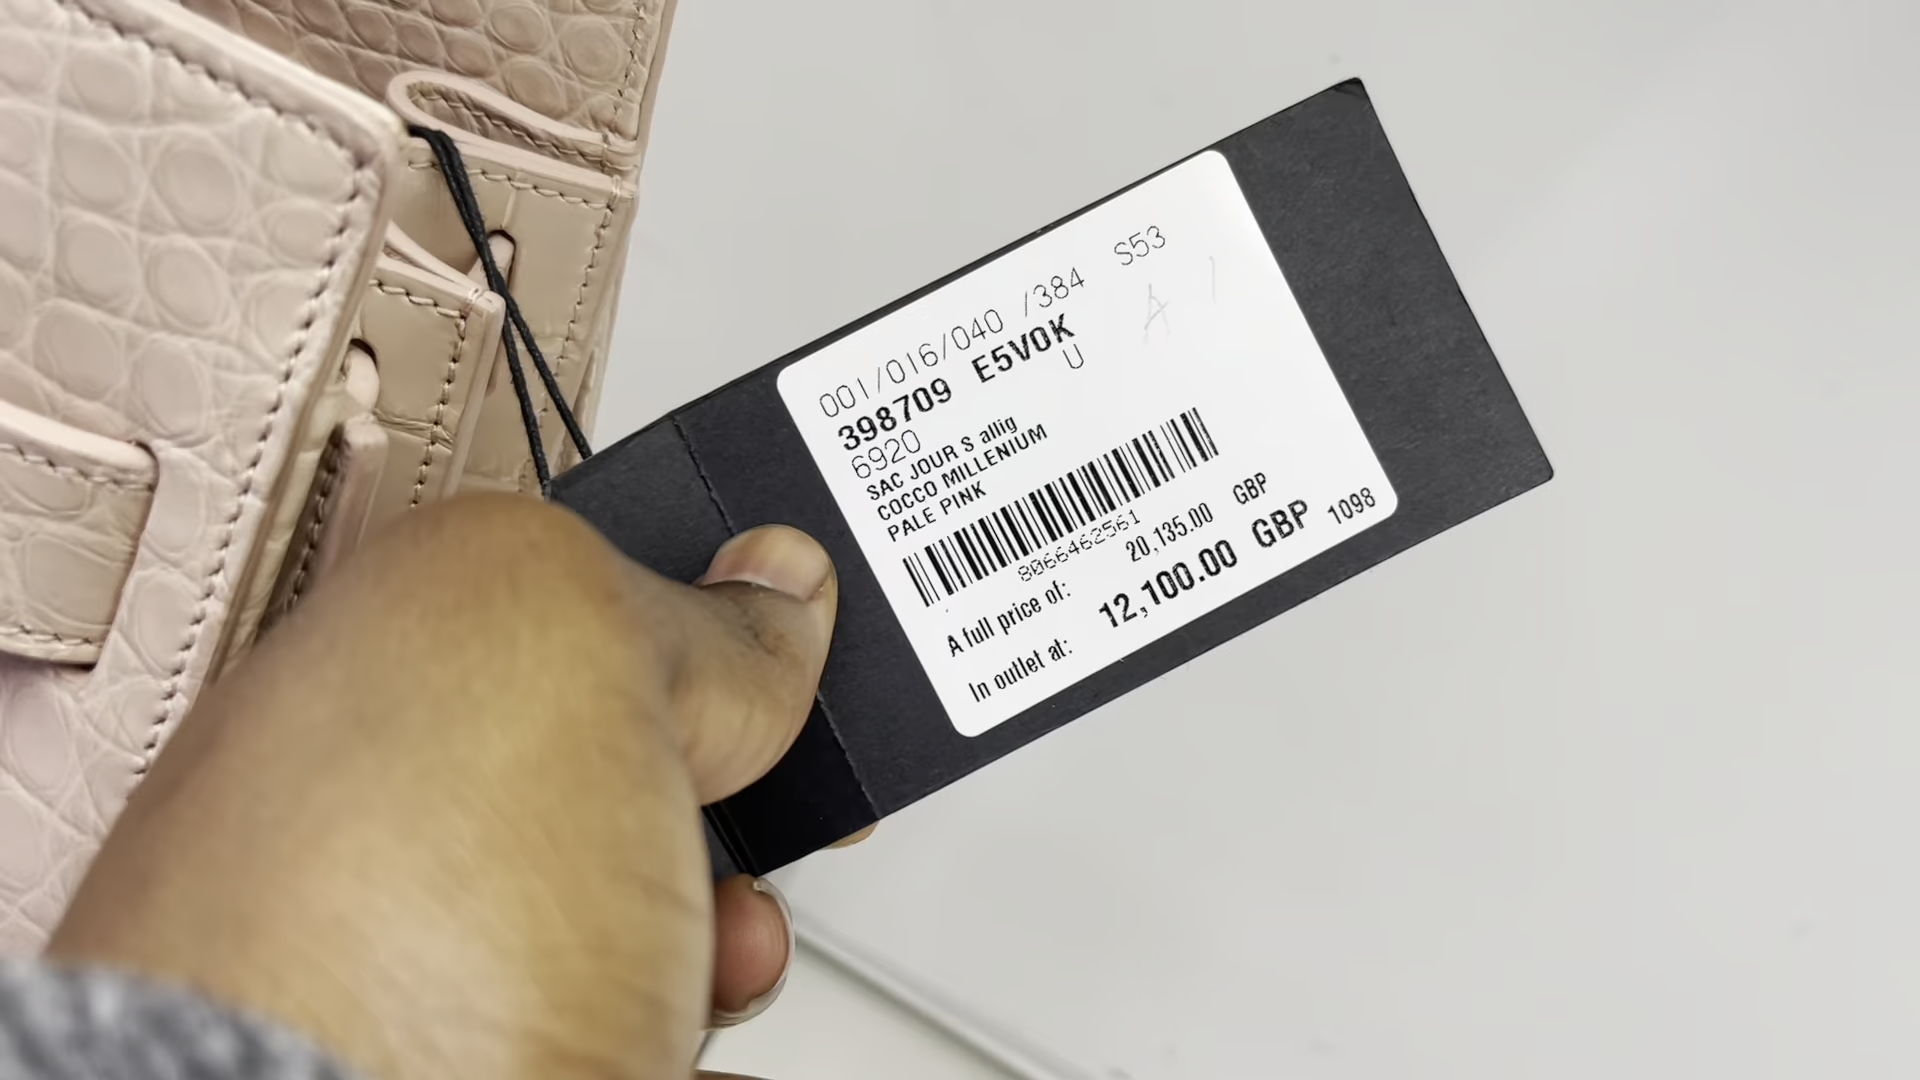 001/016/040 /384 S53
398709 E5V0K
6920 U
SAC JOUR S allig
COCCO MILLENIUM
PALE PINK
8066462561
A full price of: 20,135.00 GBP
In outlet at: 12,100.00 GBP 1098